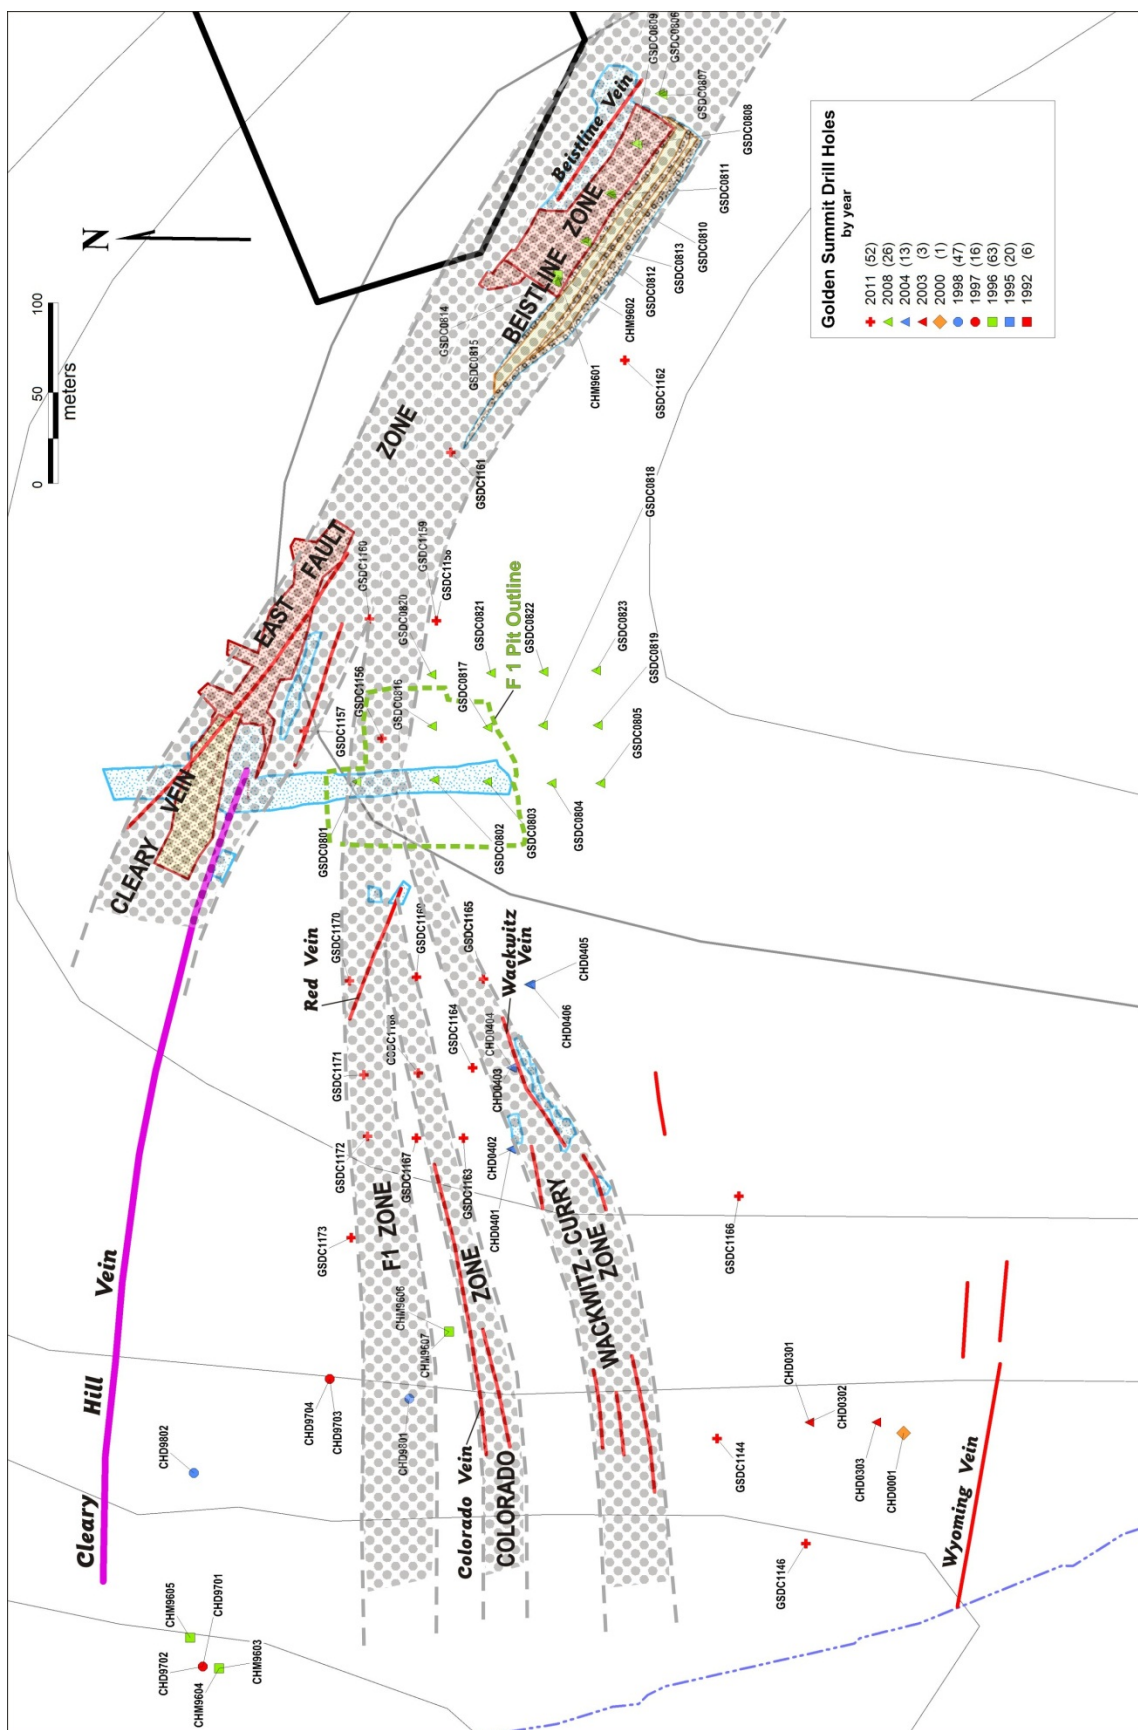 Cleary Hill Vein
CHM9605
CHD9701
CHD9702
CHM9604
CHM9603
CHD9802
CHD9704
CHD9703
CHD9801
CHM9606
CHM9607
GSDC1173
GSDC1172
GSDC1171
GSDC1170
Red Vein
F1 ZONE
GSDC1168
GSDC1169
GSDC1167
GSDC1163
GSDC1164
GSDC1165
Colorado Vein
COLORADO ZONE
Wackwitz
Vein
CHD0401
CHD0402
CHD0403
CHD0404
CHD0405
CHD0406
WACKWITZ-CURRY
ZONE
GSDC1166
GSDC1144
GSDC1146
CHD0301
CHD0302
CHD0303
CHD0001
Wyoming Vein
CLEARY VEIN EAST FAULT ZONE
GSDC1157
GSDC1156
GSDC0816
GSDC1160
GSDC0820
GSDC1159
GSDC1158
GSDC0801
GSDC0802
GSDC0803
GSDC0804
GSDC0805
GSDC0817
F 1 Pit Outline
GSDC0821
GSDC0822
GSDC0823
GSDC0819
GSDC0818
GSDC1161
GSDC1162
0 50 100
meters
N
BEISTLINE ZONE
Beistline Vein
GSDC0814
GSDC0815
CHM9601
CHM9602
GSDC0812
GSDC0813
GSDC0810
GSDC0811
GSDC0808
GSDC0807
GSDC0806
GSDC0809
Golden Summit Drill Holes
by year
2011 (52)
2008 (26)
2004 (13)
2003 (3)
2000 (1)
1998 (47)
1997 (16)
1996 (63)
1995 (20)
1992 (6)